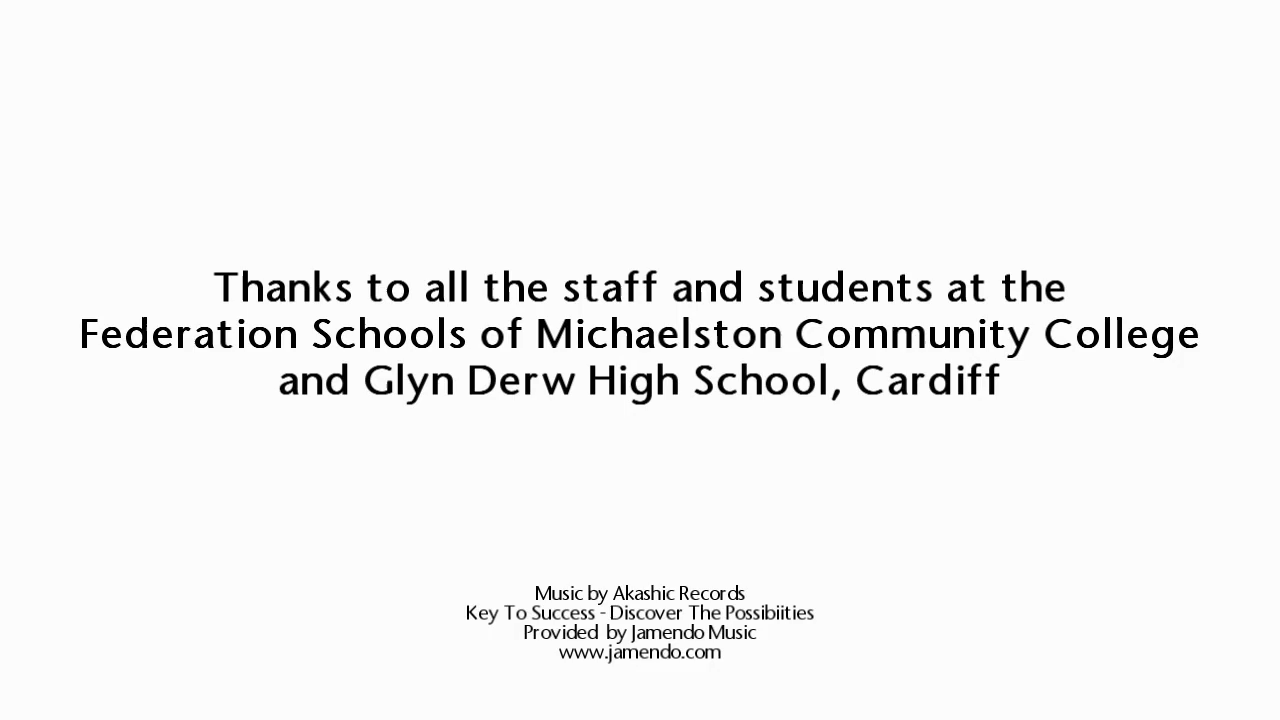 Thanks to all the staff and students at the
Federation Schools of Michaelston Community College
and Glyn Derw High School, Cardiff
Music by Akashic Records
Key To Success - Discover The Possibiities
Provided by Jamendo Music
www.jamendo.com